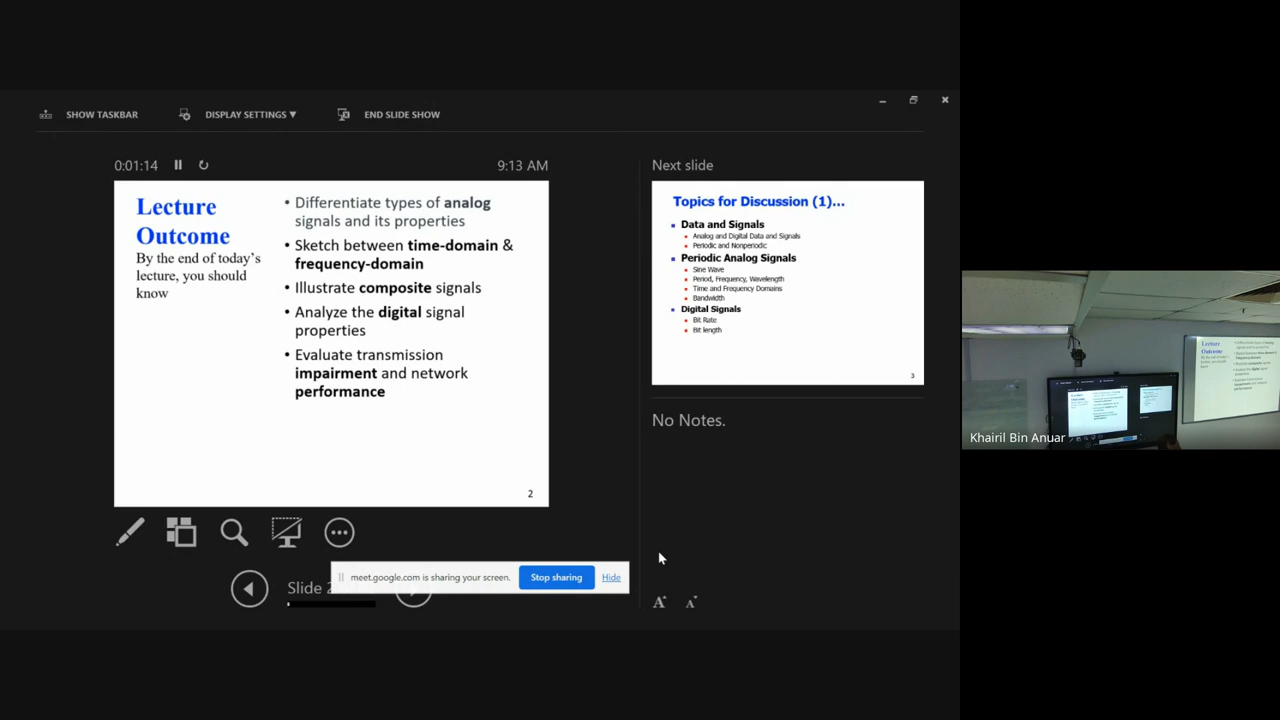 SHOW TASKBAR
DISPLAY SETTINGS ▼
END SLIDE SHOW
0:01:14
9:13 AM
Lecture
Outcome
By the end of today's
lecture, you should
know
• Differentiate types of analog
signals and its properties
• Sketch between time-domain &
frequency-domain
• Illustrate composite signals
• Analyze the digital signal
properties
• Evaluate transmission
impairment and network
performance
2
Next slide
Topics for Discussion (1)...
Data and Signals
Analog and Digital Data and Signals
Periodic and Nonperiodic
Periodic Analog Signals
Sine Wave
Period, Frequency, Wavelength
Time and Frequency Domains
Bandwidth
Digital Signals
Bit Rate
Bit length
3
No Notes.
meet.google.com is sharing your screen.
Stop sharing
Hide
Slide 2
A
A
Khairil Bin Anuar
Lecture
Outcome